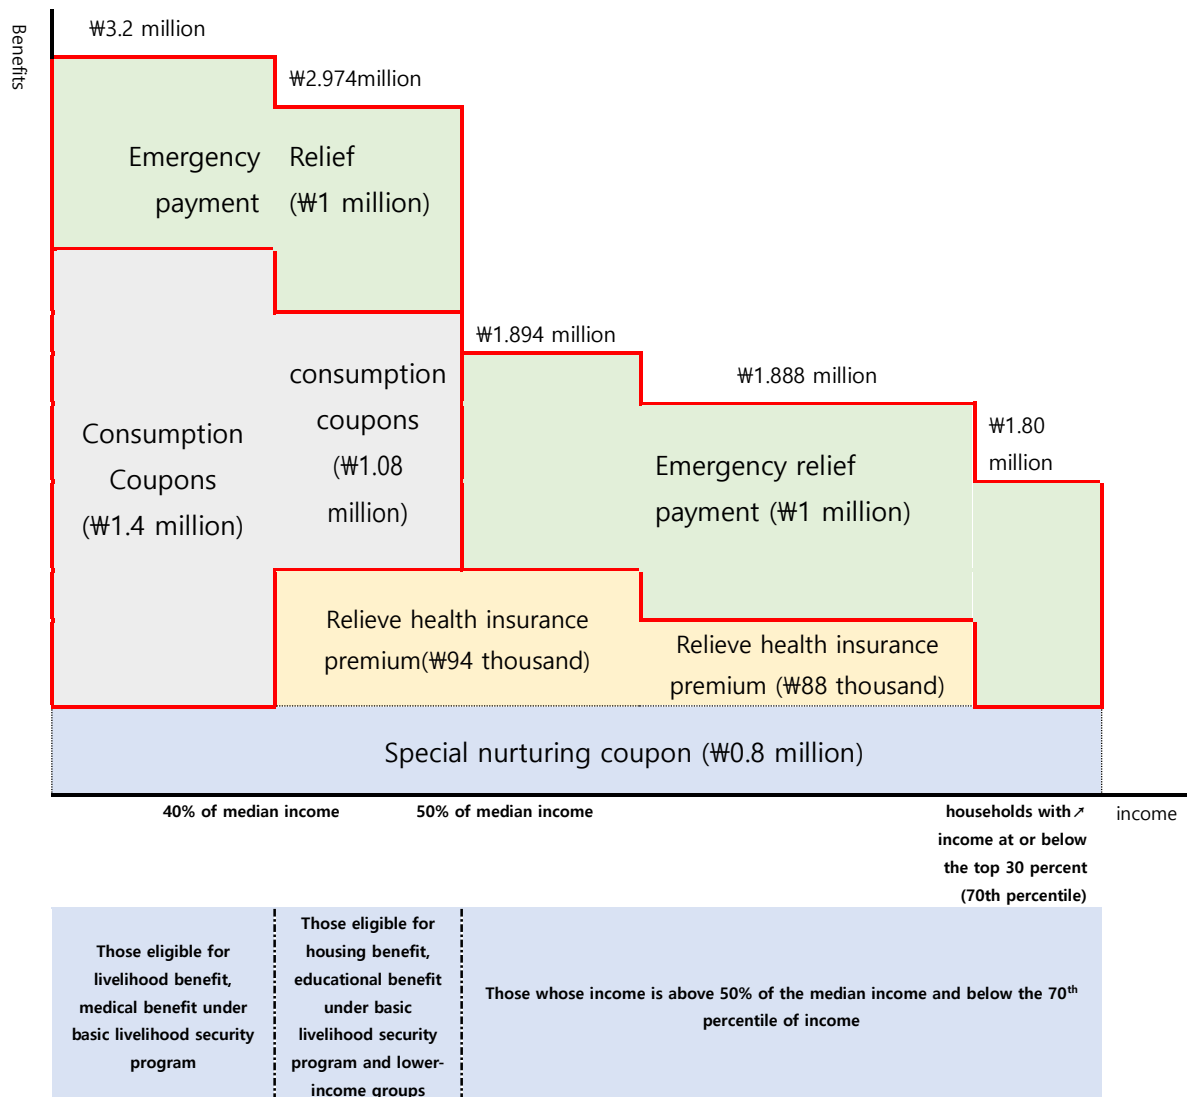 Benefits
₩3.2 million
₩2.974million
Emergency
payment
Relief
(₩1 million)
₩1.894 million
₩1.888 million
₩1.80
million
Consumption
Coupons
(₩1.4 million)
consumption
coupons
(₩1.08
million)
Emergency relief
payment (₩1 million)
Relieve health insurance
premium(₩94 thousand)
Relieve health insurance
premium (₩88 thousand)
Special nurturing coupon (₩0.8 million)
40% of median income
50% of median income
households with↗
income at or below
the top 30 percent
(70th percentile)
income
Those eligible for
livelihood benefit,
medical benefit under
basic livelihood security
program
Those eligible for
housing benefit,
educational benefit
under basic
livelihood security
program and lower-
income groups
Those whose income is above 50% of the median income and below the 70th
percentile of income